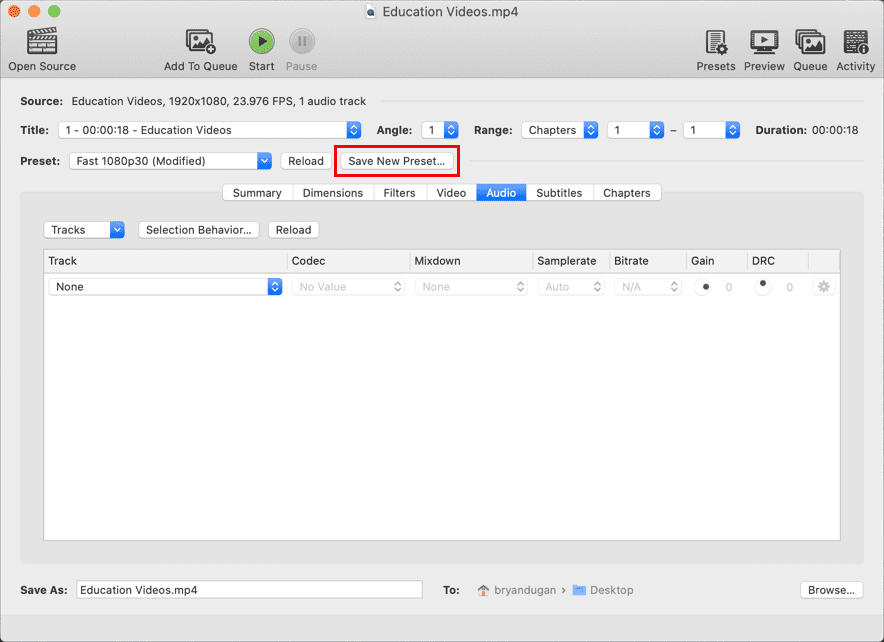 Education Videos.mp4
Open Source Add To Queue Start Pause Presets Preview Queue Activity
Source: Education Videos, 1920x1080, 23.976 FPS, 1 audio track
Title: 1 - 00:00:18 - Education Videos Angle: 1 Range: Chapters 1 – 1 Duration: 00:00:18
Preset: Fast 1080p30 (Modified) Reload Save New Preset...
Summary Dimensions Filters Video Audio Subtitles Chapters
Tracks Selection Behavior... Reload
Track Codec Mixdown Samplerate Bitrate Gain DRC
None No Value None Auto N/A 0 0
Save As: Education Videos.mp4 To: bryandugan › Desktop Browse...